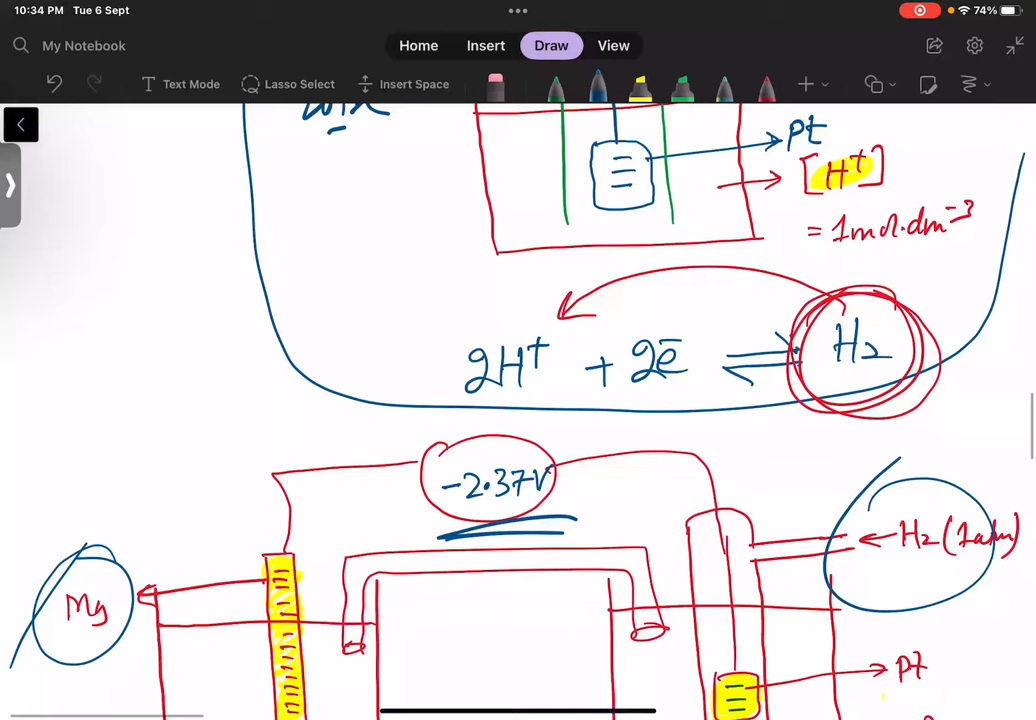 10:34 PM Tue 6 Sept
74%
My Notebook
Home Insert Draw View
Text Mode Lasso Select Insert Space
pt
[H⁺]
= 1mol.dm⁻³
2H⁺ + 2e̅ ⇌ H₂
-2.37V
Mg
← H₂ (1atm)
pt